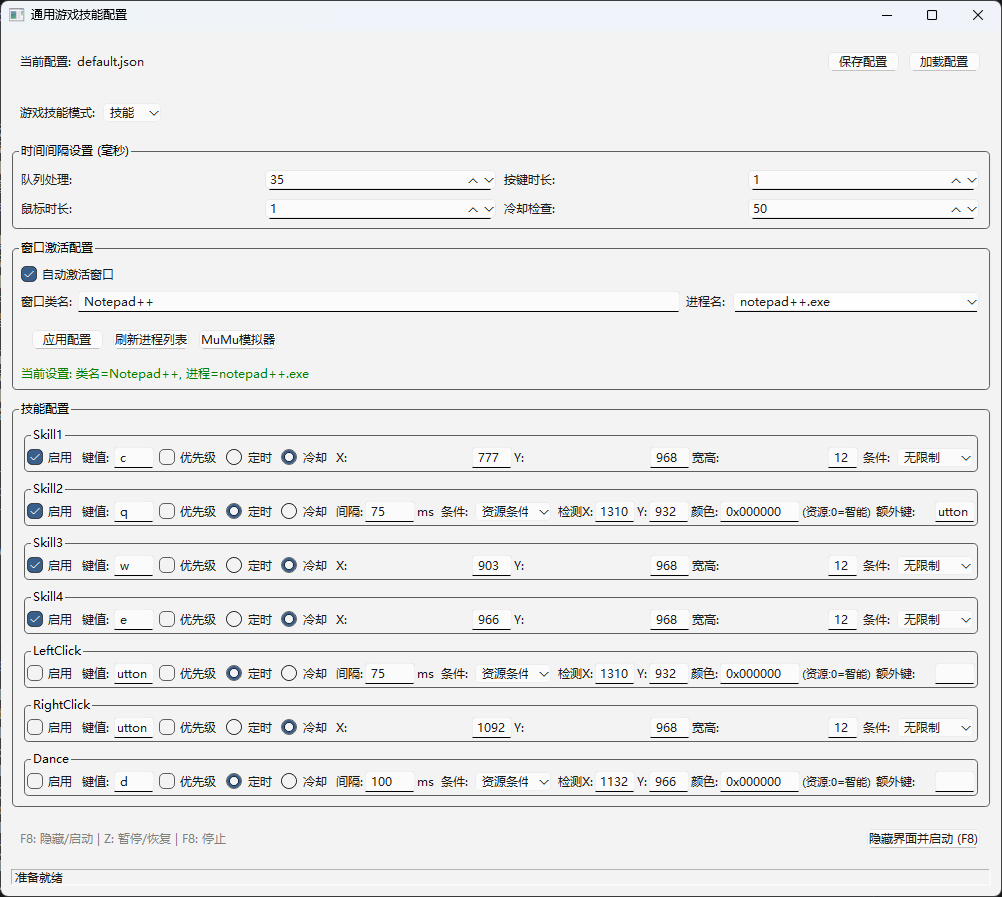 通用游戏技能配置
当前配置: default.json 保存配置 加载配置
游戏技能模式: 技能
时间间隔设置 (毫秒)
队列处理: 35 按键时长: 1
鼠标时长: 1 冷却检查: 50
窗口激活配置
自动激活窗口
窗口类名: Notepad++ 进程名: notepad++.exe
应用配置 刷新进程列表 MuMu模拟器
当前设置: 类名=Notepad++, 进程=notepad++.exe
技能配置
Skill1
启用 键值: c 优先级 定时 冷却 X: 777 Y: 968 宽高: 12 条件: 无限制
Skill2
启用 键值: q 优先级 定时 冷却 间隔: 75 ms 条件: 资源条件 检测X: 1310 Y: 932 颜色: 0x000000 (资源:0=智能) 额外键: utton
Skill3
启用 键值: w 优先级 定时 冷却 X: 903 Y: 968 宽高: 12 条件: 无限制
Skill4
启用 键值: e 优先级 定时 冷却 X: 966 Y: 968 宽高: 12 条件: 无限制
LeftClick
启用 键值: utton 优先级 定时 冷却 间隔: 75 ms 条件: 资源条件 检测X: 1310 Y: 932 颜色: 0x000000 (资源:0=智能) 额外键:
RightClick
启用 键值: utton 优先级 定时 冷却 X: 1092 Y: 968 宽高: 12 条件: 无限制
Dance
启用 键值: d 优先级 定时 冷却 间隔: 100 ms 条件: 资源条件 检测X: 1132 Y: 966 颜色: 0x000000 (资源:0=智能) 额外键:
F8: 隐藏/启动 | Z: 暂停/恢复 | F8: 停止 隐藏界面并启动 (F8)
准备就绪